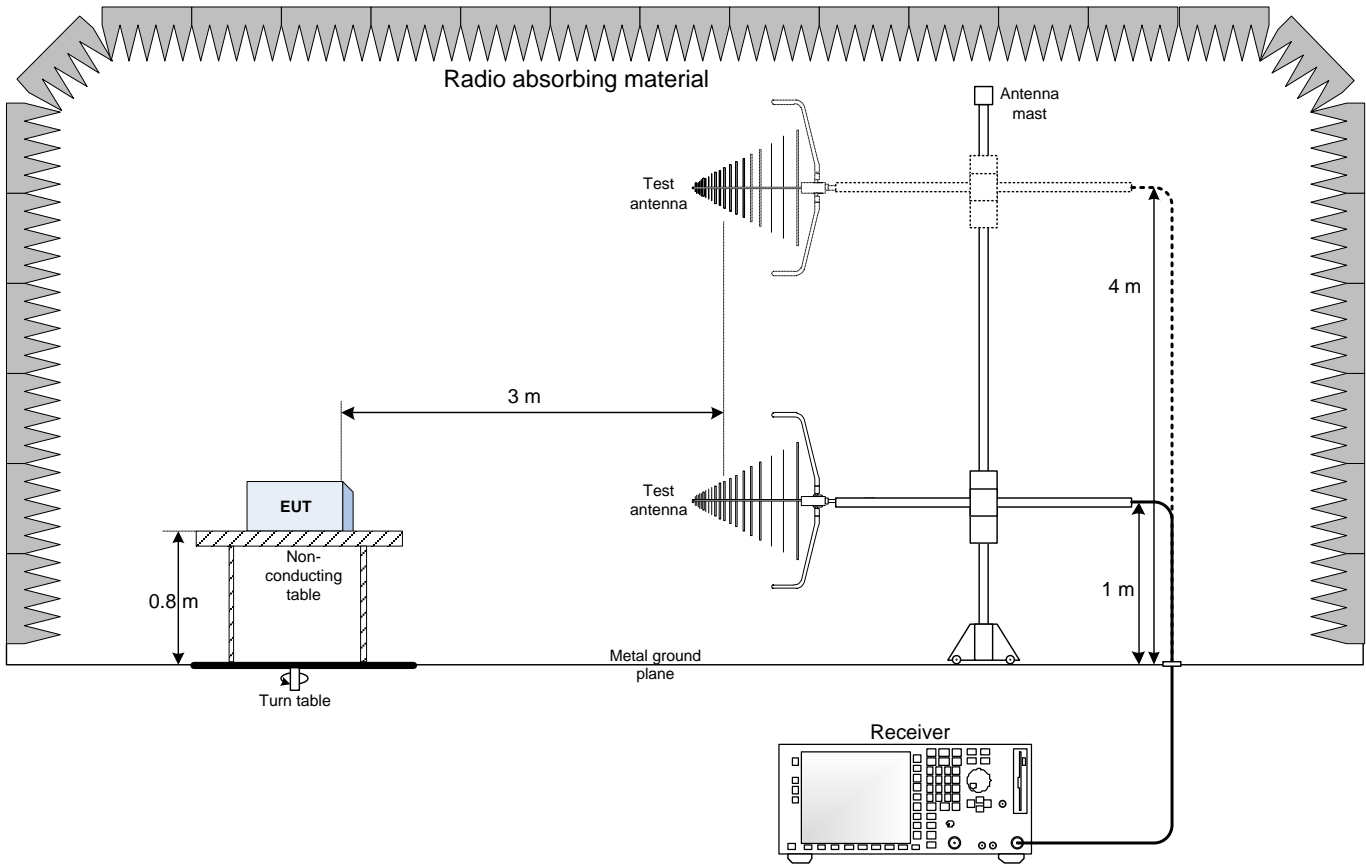 Radio absorbing material
Antenna
mast
Test
antenna
4 m
3 m
Test
antenna
EUT
Non-
conducting
table
0.8 m
1 m
Metal ground
plane
Turn table
Receiver